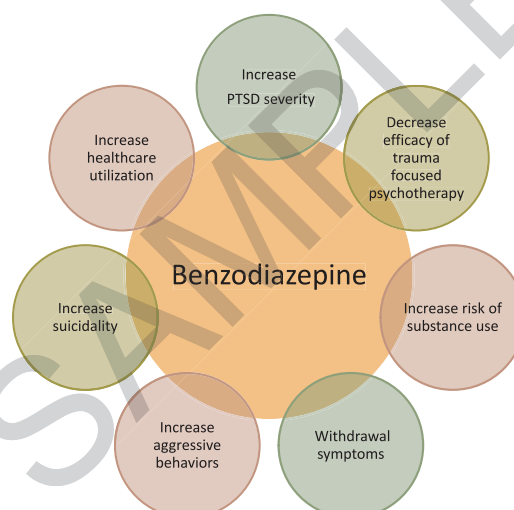 Increase
PTSD severity
Decrease
efficacy of
trauma
focused
psychotherapy
Increase risk of
substance use
Withdrawal
symptoms
Increase
aggressive
behaviors
Increase
suicidality
Increase
healthcare
utilization
Benzodiazepine
SAMPLE